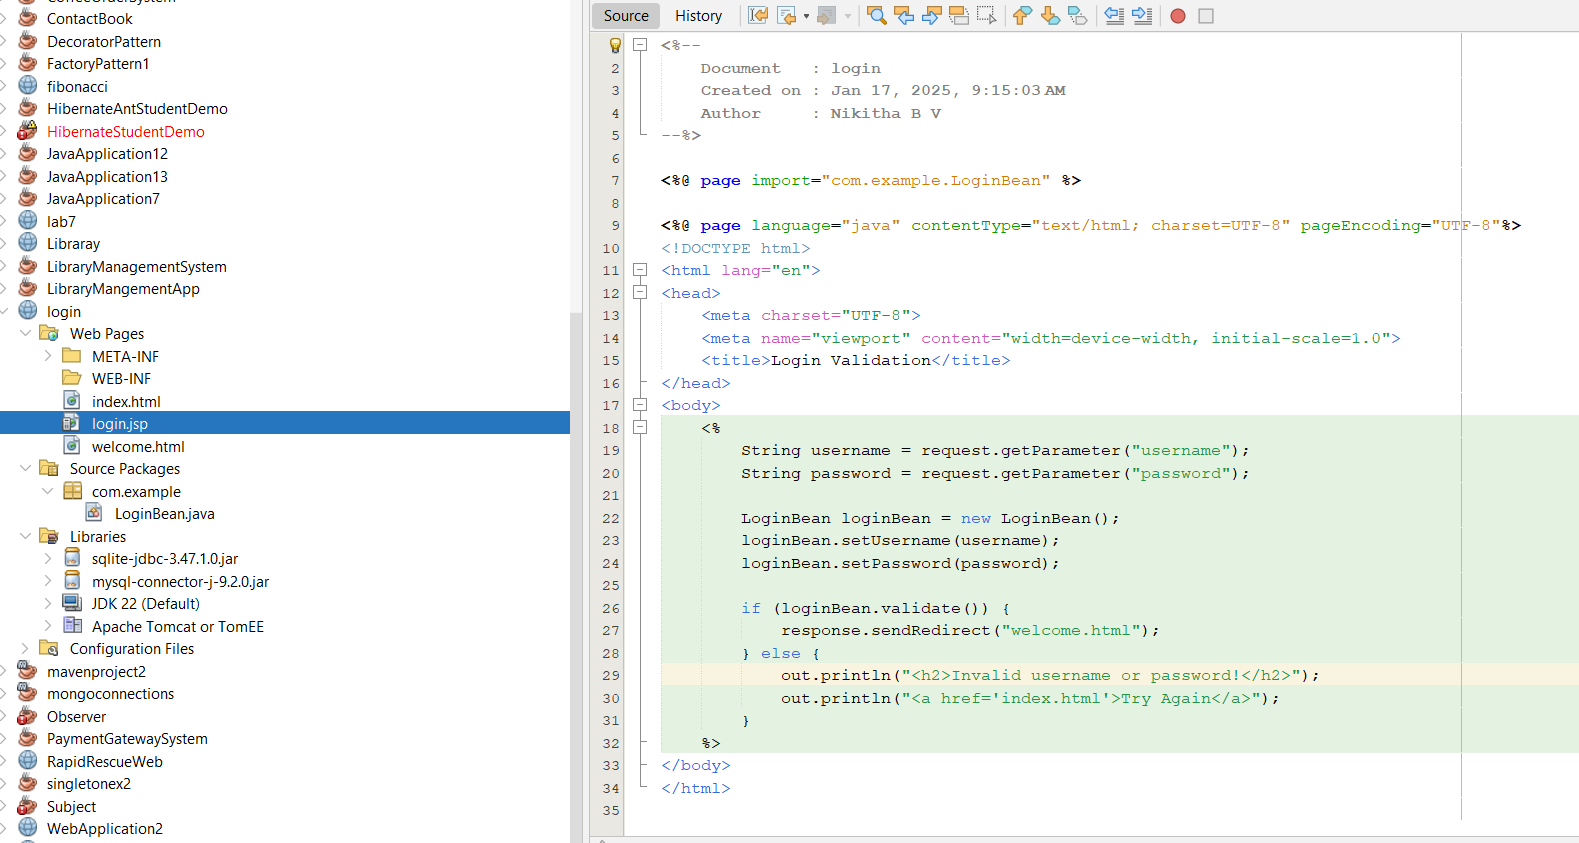 ContactBook
DecoratorPattern
FactoryPattern1
fibonacci
HibernateAntStudentDemo
HibernateStudentDemo
JavaApplication12
JavaApplication13
JavaApplication7
lab7
Libraray
LibraryManagementSystem
LibraryMangementApp
login
Web Pages
META-INF
WEB-INF
index.html
login.jsp
welcome.html
Source Packages
com.example
LoginBean.java
Libraries
sqlite-jdbc-3.47.1.0.jar
mysql-connector-j-9.2.0.jar
JDK 22 (Default)
Apache Tomcat or TomEE
Configuration Files
mavenproject2
mongoconnections
Observer
PaymentGatewaySystem
RapidRescueWeb
singletonex2
Subject
WebApplication2
Source History
<%--
2 Document : login
3 Created on : Jan 17, 2025, 9:15:03 AM
4 Author : Nikitha B V
5 --%>
6
7 <%@ page import="com.example.LoginBean" %>
8
9 <%@ page language="java" contentType="text/html; charset=UTF-8" pageEncoding="UTF-8"%>
10 <!DOCTYPE html>
11 <html lang="en">
12 <head>
13 <meta charset="UTF-8">
14 <meta name="viewport" content="width=device-width, initial-scale=1.0">
15 <title>Login Validation</title>
16 </head>
17 <body>
18 <%
19 String username = request.getParameter("username");
20 String password = request.getParameter("password");
21
22 LoginBean loginBean = new LoginBean();
23 loginBean.setUsername(username);
24 loginBean.setPassword(password);
25
26 if (loginBean.validate()) {
27 response.sendRedirect("welcome.html");
28 } else {
29 out.println("<h2>Invalid username or password!</h2>");
30 out.println("<a href='index.html'>Try Again</a>");
31 }
32 %>
33 </body>
34 </html>
35